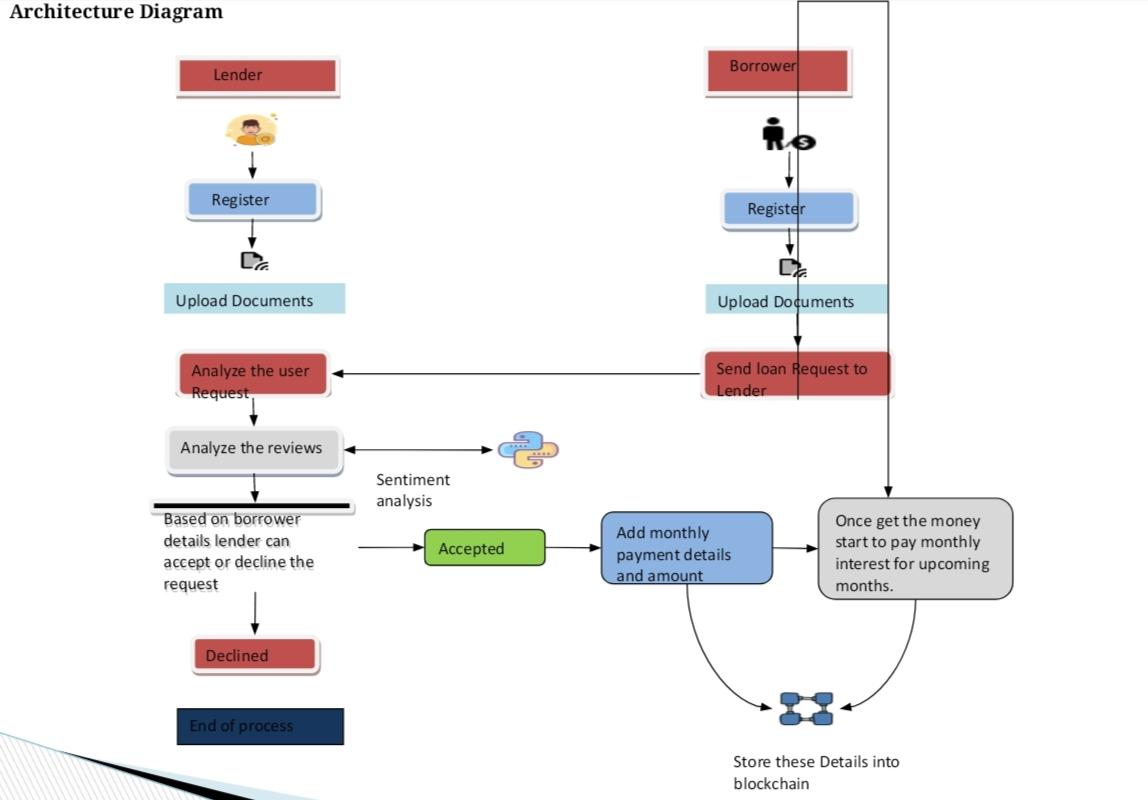 Architecture Diagram
Lender
Borrower
Register
Register
Upload Documents
Upload Documents
Analyze the user
Request
Send loan Request to
Lender
Analyze the reviews
Sentiment
analysis
Based on borrower
details lender can
accept or decline the
request
Accepted
Add monthly
payment details
and amount
Once get the money
start to pay monthly
interest for upcoming
months.
Declined
End of process
Store these Details into
blockchain